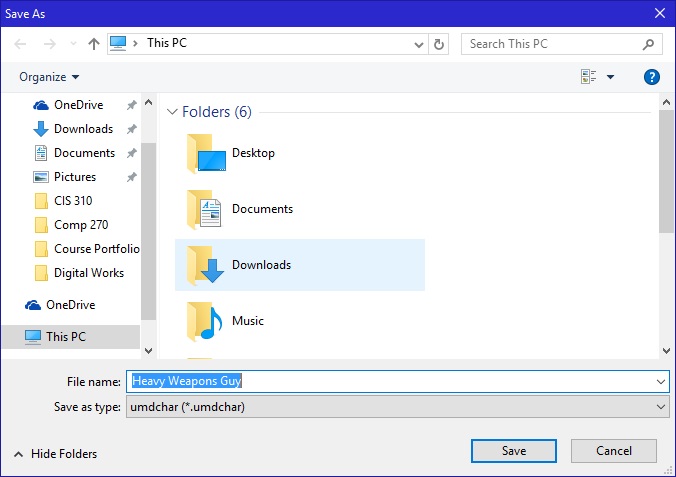 Save As
This PC
Search This PC
Organize
?
OneDrive
Downloads
Documents
Pictures
CIS 310
Comp 270
Course Portfolio
Digital Works
OneDrive
This PC
Folders (6)
Desktop
Documents
Downloads
Music
File name: Heavy Weapons Guy
Save as type: umdchar (*.umdchar)
Hide Folders
Save Cancel